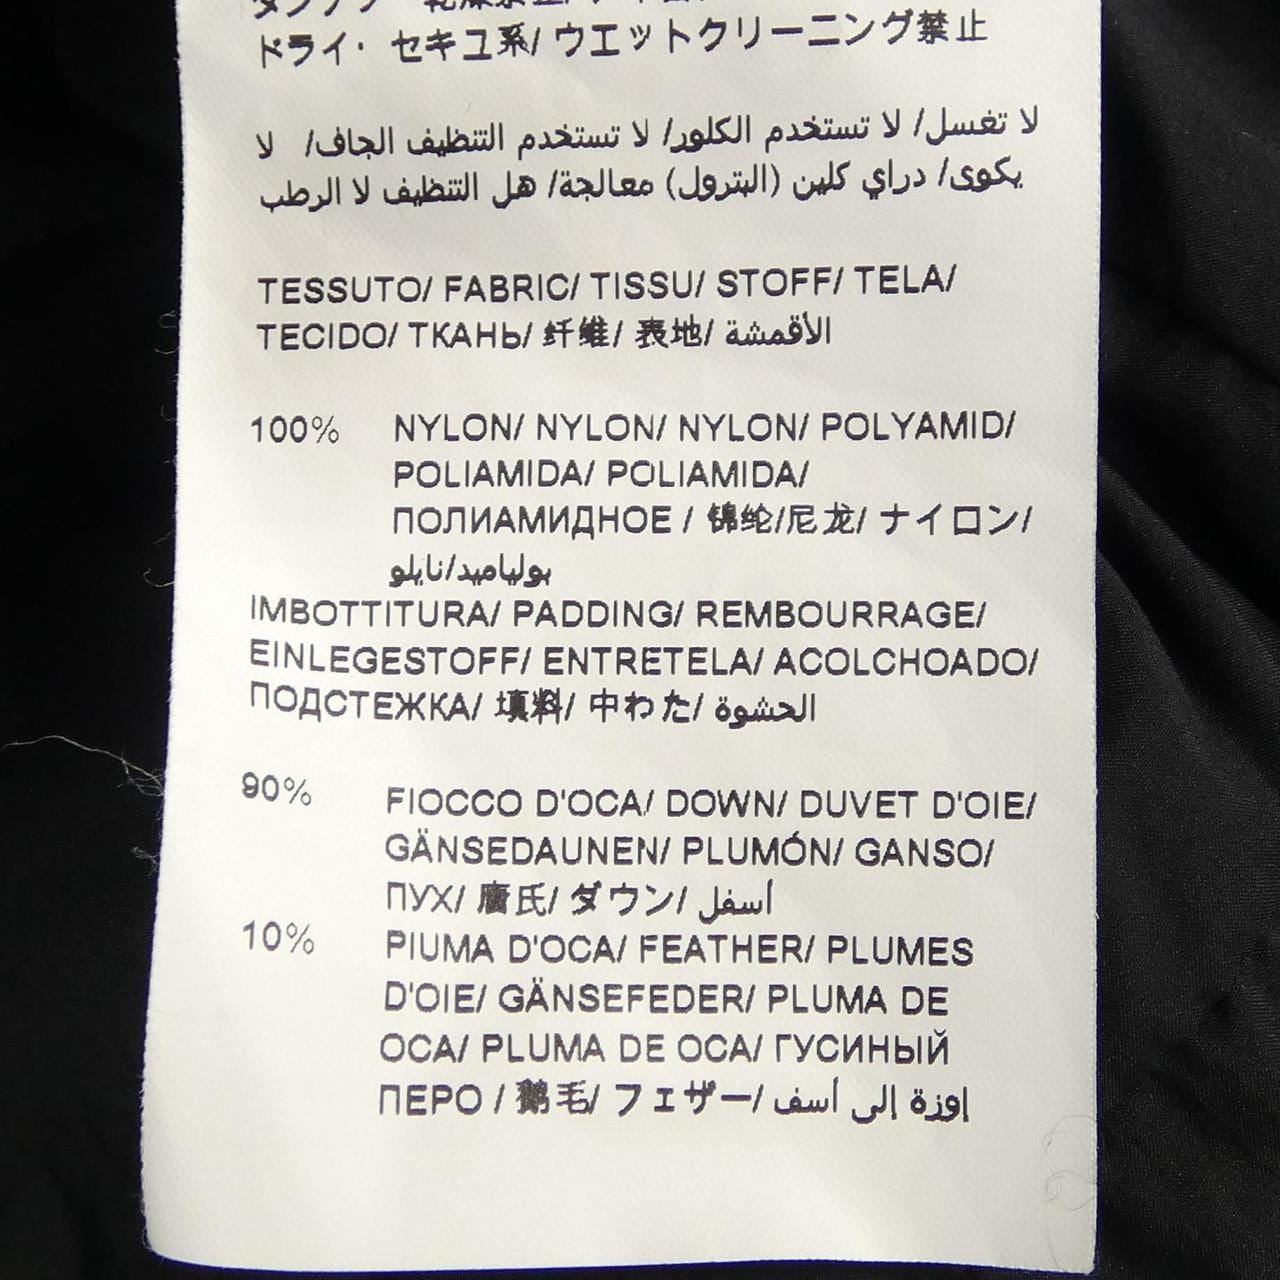 ドライ・セキユ系/ ウエットクリーニング禁止
لا تغسل/ لا تستخدم الكلور/ لا تستخدم التنظيف الجاف/ لا
يكوى/ دراي كلين (البترول) معالجة/ هل التنظيف لا الرطب
TESSUTO/ FABRIC/ TISSU/ STOFF/ TELA/
TECIDO/ ТКАНЬ/ 纤维/ 表地/ الأقمشة
100% NYLON/ NYLON/ NYLON/ POLYAMID/
POLIAMIDA/ POLIAMIDA/
ПОЛИАМИДНОЕ / 锦纶/尼龙/ ナイロン/
بولياميد/نايلو
IMBOTTITURA/ PADDING/ REMBOURRAGE/
EINLEGESTOFF/ ENTRETELA/ ACOLCHOADO/
ПОДСТЕЖКА/ 填料/ 中わた/ الحشوة
90% FIOCCO D'OCA/ DOWN/ DUVET D'OIE/
GÄNSEDAUNEN/ PLUMÓN/ GANSO/
ПУХ/ 氏/ ダウン/ أسفل
10% PIUMA D'OCA/ FEATHER/ PLUMES
D'OIE/ GÄNSEFEDER/ PLUMA DE
OCA/ PLUMA DE OCA/ ГУСИНЫЙ
ПЕРО / 鹅毛/ フェザー/ إوزة إلى أسف